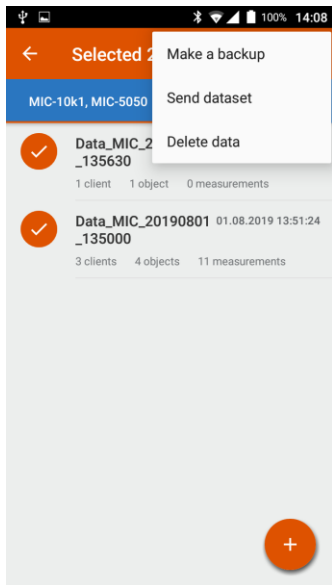 100% 14:08
Selected 2
Make a backup
MIC-10k1, MIC-5050
Send dataset
Delete data
Data_MIC_2
_135630
1 client 1 object 0 measurements
Data_MIC_20190801 01.08.2019 13:51:24
_135000
3 clients 4 objects 11 measurements
+